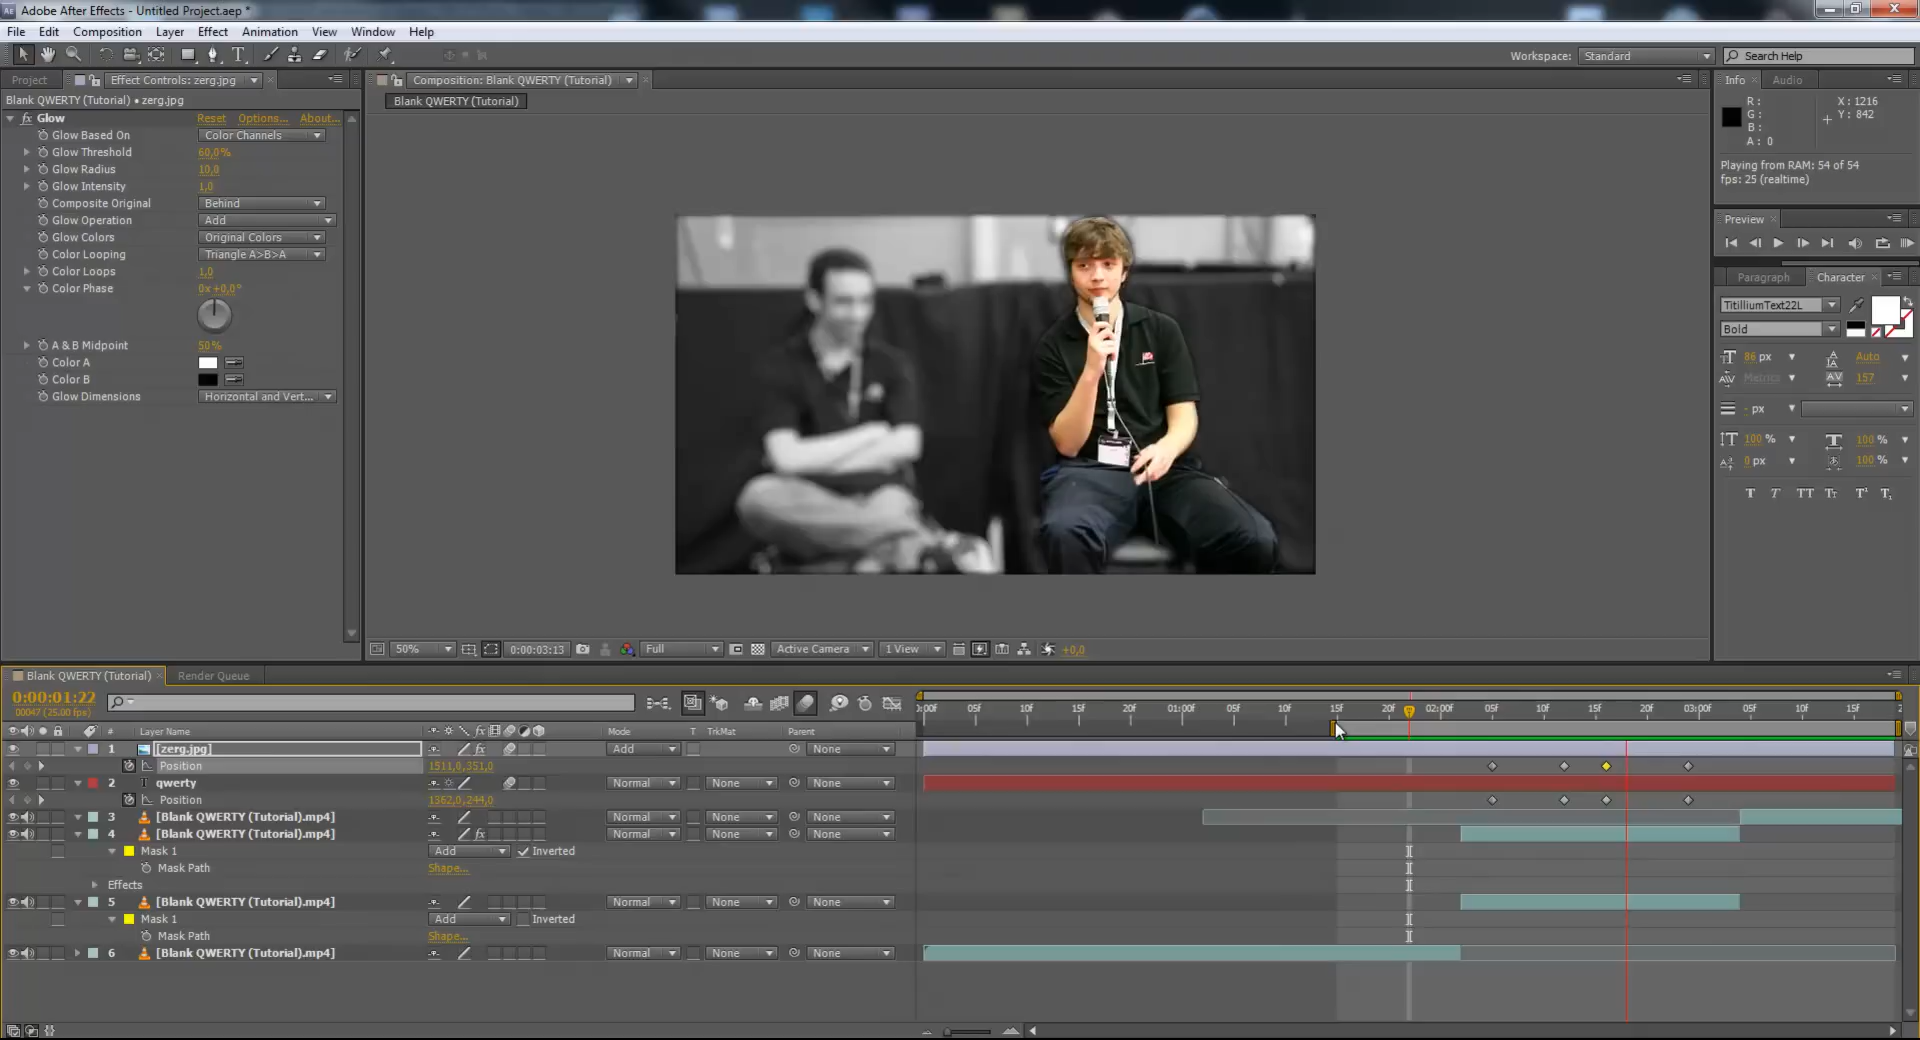 Adobe After Effects - Untitled Project.aep *
File Edit Composition Layer Effect Animation View Window Help
Workspace: Standard Search Help
Project Effect Controls: zerg.jpg Composition: Blank QWERTY (Tutorial) Info Audio
Blank QWERTY (Tutorial) • zerg.jpg
Blank QWERTY (Tutorial)
Glow Reset Options... About...
Glow Based On Color Channels
Glow Threshold 60,0%
Glow Radius 10,0
Glow Intensity 1,0
Composite Original Behind
Glow Operation Add
Glow Colors Original Colors
Color Looping Triangle A>B>A
Color Loops 1,0
Color Phase 0x+0,0°
A & B Midpoint 50%
Color A
Color B
Glow Dimensions Horizontal and Vert...
R: X: 1216
G: Y: 842
B:
A: 0
Playing from RAM: 54 of 54
fps: 25 (realtime)
Preview
Paragraph Character
TitilliumText22L
Bold
86 px Auto
Metrics 157
- px
100 % 100 %
0 px 100 %
T T TT Tt T¹ T₁
50% 0:00:03:13 Full Active Camera 1 View +0,0
Blank QWERTY (Tutorial) Render Queue
0:00:01:22
00047 (25.00 fps)
0:00f 05f 10f 15f 20f 01:00f 05f 10f 15f 20f 02:00f 05f 10f 15f 20f 03:00f 05f 10f 15f 2
# Layer Name Mode T TrkMat Parent
1 [zerg.jpg] Add None
Position 1511,0,351,0
2 qwerty Normal None None
Position 1362,0,244,0
3 [Blank QWERTY (Tutorial).mp4] Normal None None
4 [Blank QWERTY (Tutorial).mp4] Normal None None
Mask 1 Add Inverted
Mask Path Shape...
Effects
5 [Blank QWERTY (Tutorial).mp4] Normal None None
Mask 1 Add Inverted
Mask Path Shape...
6 [Blank QWERTY (Tutorial).mp4] Normal None None